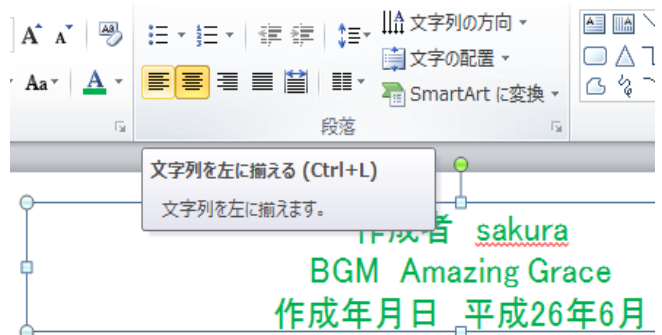 Aa
文字列の方向
文字の配置
SmartArt に変換
段落
文字列を左に揃える (Ctrl+L)
文字列を左に揃えます。
作成者 sakura
BGM Amazing Grace
作成年月日 平成26年6月